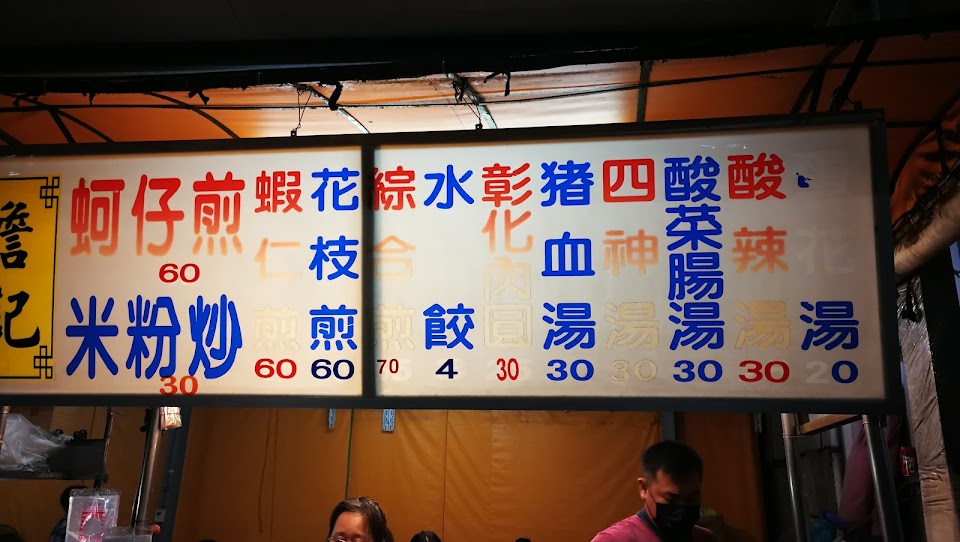 詹記
蚵仔煎
60
米粉炒
30
蝦仁煎
60
花枝煎
60
綜合煎
70
水餃
4
彰化肉圓
30
猪血湯
30
四神湯
30
酸菜腸湯
30
酸辣湯
30
花湯
20